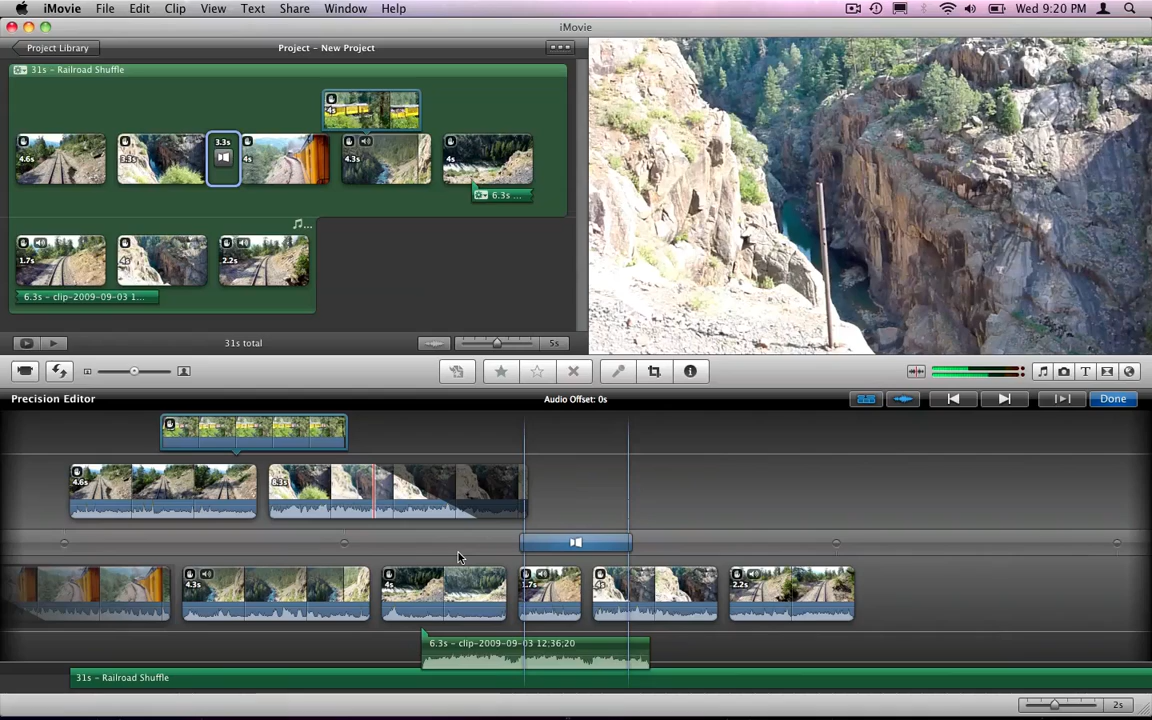 iMovie File Edit Clip View Text Share Window Help Wed 9:20 PM
iMovie
Project Library
Project - New Project
31s - Railroad Shuffle
4s
4.6s
3.3s
3.3s
4s
4.3s
4s
6.3s ...
1.7s
4s
2.2s
6.3s - clip-2009-09-03 1...
31s total
5s
Precision Editor
Audio Offset: 0s
Done
4.6s
8.3s
4.3s
4s
1.7s
4s
2.2s
6.3s - clip-2009-09-03 12;36;20
31s - Railroad Shuffle
2s